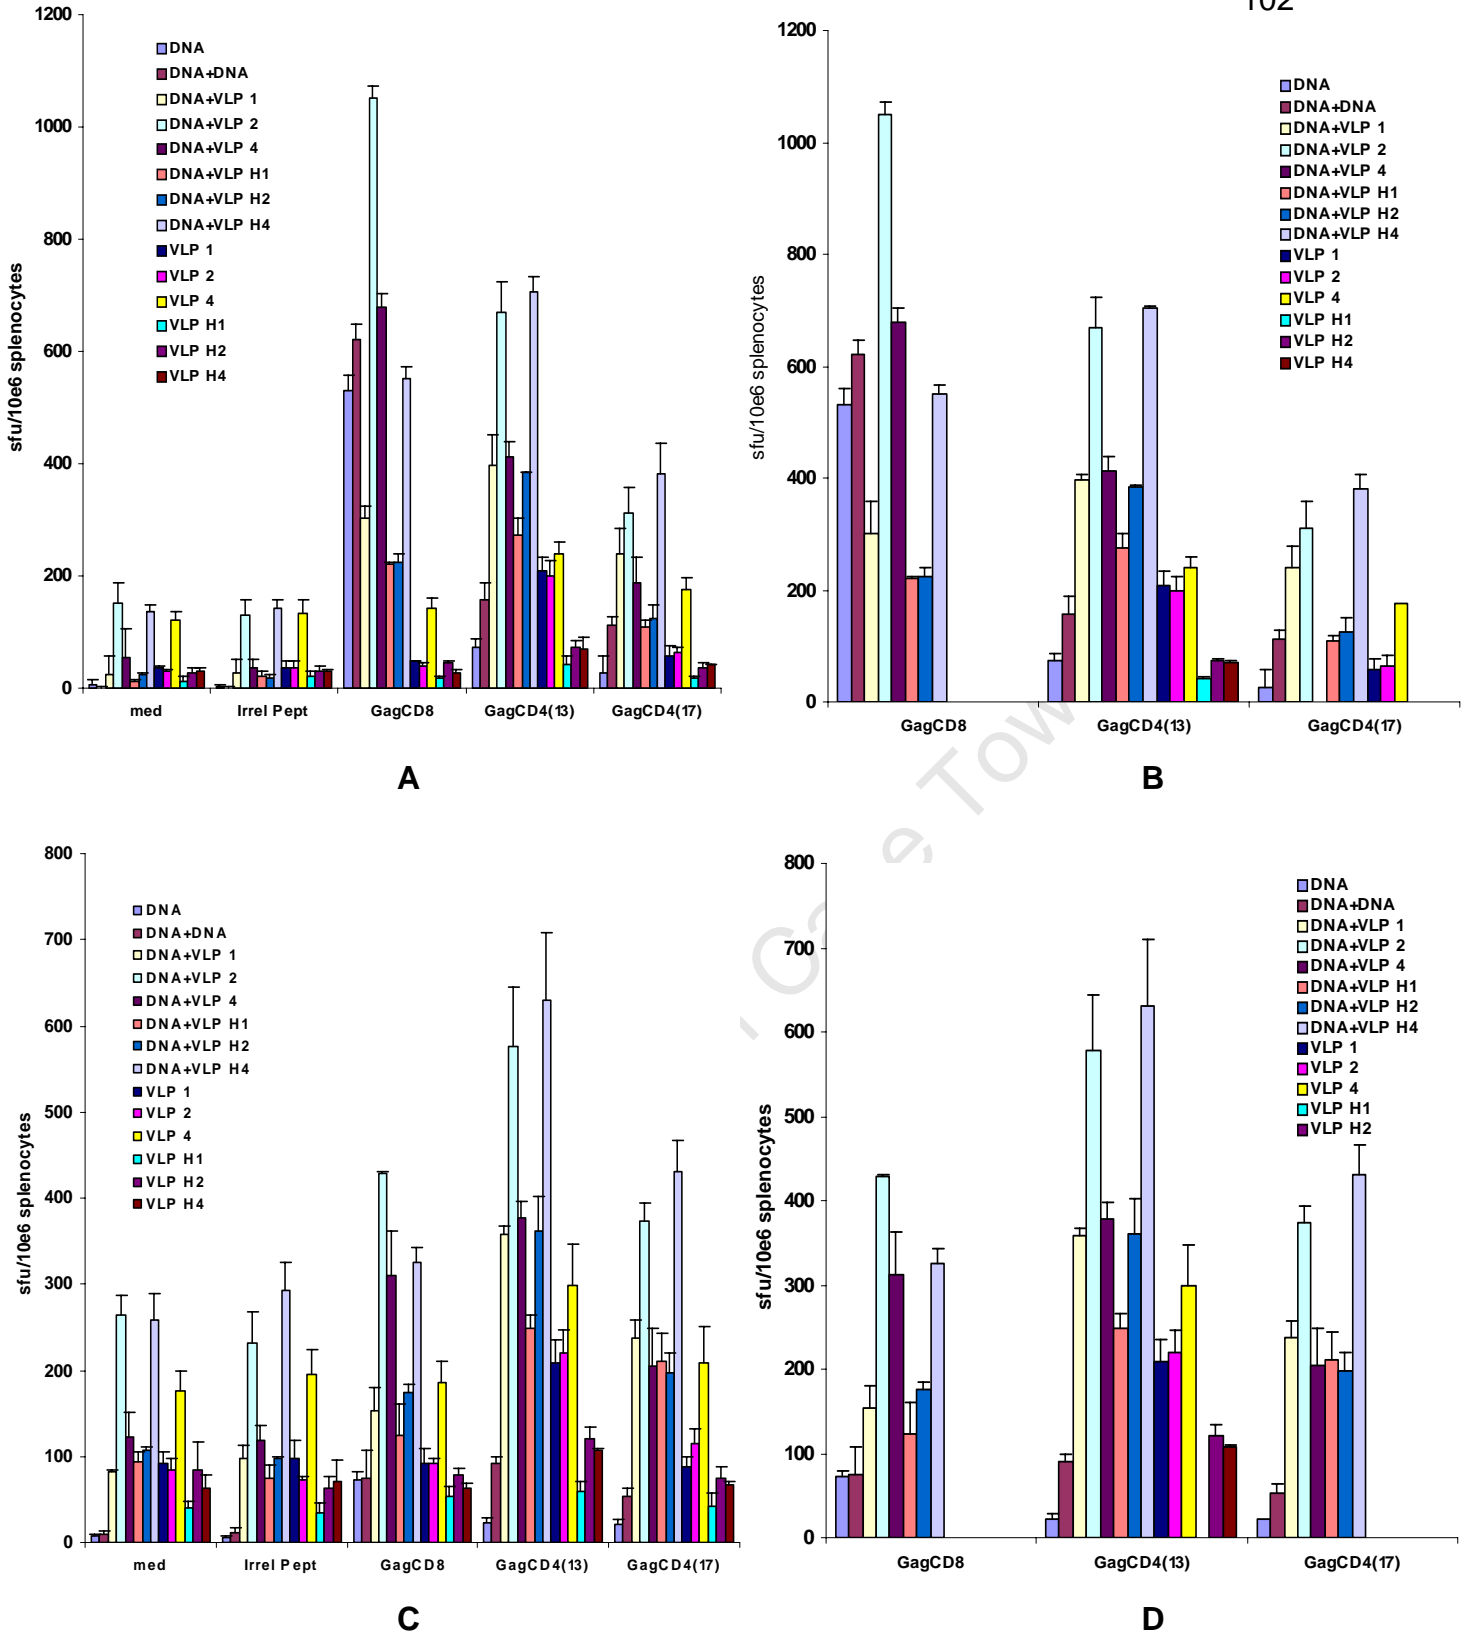 102
1200
1000
800
600
400
200
0
sfu/10e6 splenocytes
DNA
DNA+DNA
DNA+VLP 1
DNA+VLP 2
DNA+VLP 4
DNA+VLP H1
DNA+VLP H2
DNA+VLP H4
VLP 1
VLP 2
VLP 4
VLP H1
VLP H2
VLP H4
med
Irrel Pept
GagCD8
GagCD4(13)
GagCD4(17)
A
1200
1000
800
600
400
200
0
sfu/10e6 splenocytes
DNA
DNA+DNA
DNA+VLP 1
DNA+VLP 2
DNA+VLP 4
DNA+VLP H1
DNA+VLP H2
DNA+VLP H4
VLP 1
VLP 2
VLP 4
VLP H1
VLP H2
VLP H4
GagCD8
GagCD4(13)
GagCD4(17)
B
800
700
600
500
400
300
200
100
0
sfu/10e6 splenocytes
DNA
DNA+DNA
DNA+VLP 1
DNA+VLP 2
DNA+VLP 4
DNA+VLP H1
DNA+VLP H2
DNA+VLP H4
VLP 1
VLP 2
VLP 4
VLP H1
VLP H2
VLP H4
med
Irrel Pept
GagCD8
GagCD4(13)
GagCD4(17)
C
800
700
600
500
400
300
200
100
0
sfu/10e6 splenocytes
DNA
DNA+DNA
DNA+VLP 1
DNA+VLP 2
DNA+VLP 4
DNA+VLP H1
DNA+VLP H2
DNA+VLP H4
VLP 1
VLP 2
VLP 4
VLP H1
VLP H2
GagCD8
GagCD4(13)
GagCD4(17)
D